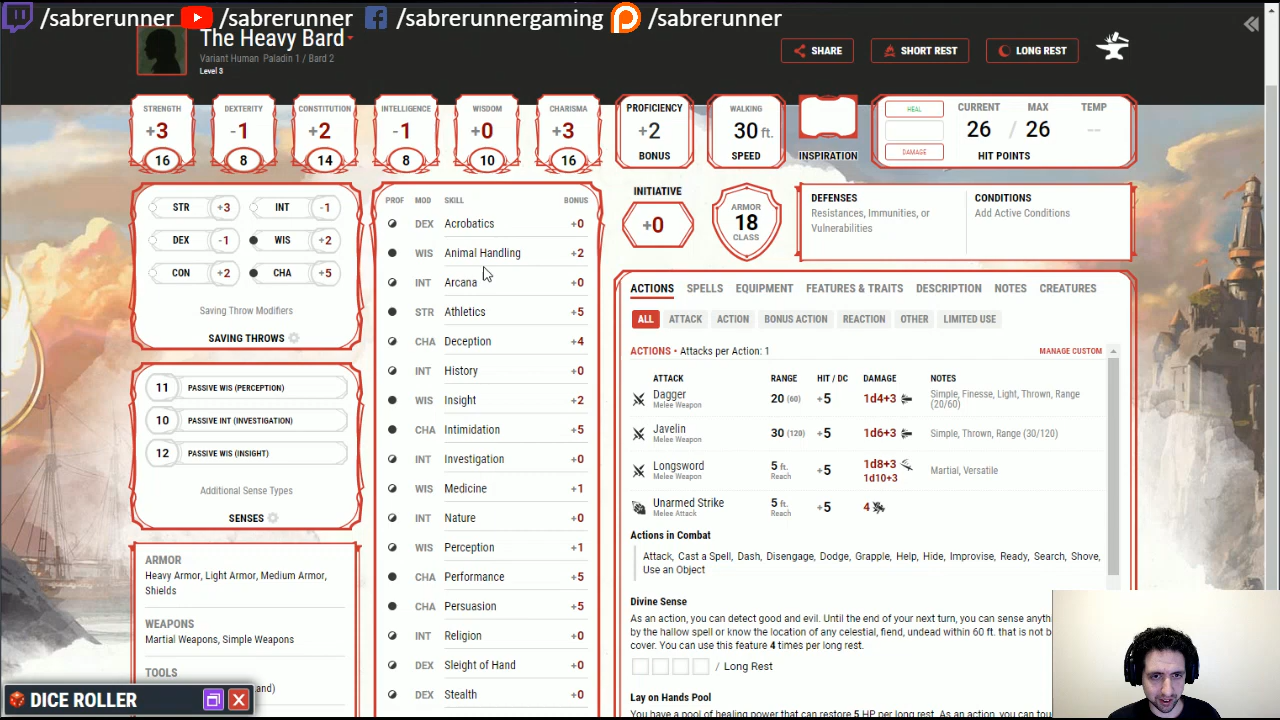 /sabrerunner /sabrerunner /sabrerunnergaming /sabrerunner
The Heavy Bard
Variant Human Paladin 1 / Bard 2
Level 3
SHARE
SHORT REST
LONG REST
STRENGTH
+3
16
DEXTERITY
-1
8
CONSTITUTION
+2
14
INTELLIGENCE
-1
8
WISDOM
+0
10
CHARISMA
+3
16
PROFICIENCY
+2
BONUS
WALKING
30 ft.
SPEED
INSPIRATION
HEAL
DAMAGE
CURRENT MAX TEMP
26 / 26 --
HIT POINTS
STR +3 INT -1
DEX -1 WIS +2
CON +2 CHA +5
Saving Throw Modifiers
SAVING THROWS
11 PASSIVE WIS (PERCEPTION)
10 PASSIVE INT (INVESTIGATION)
12 PASSIVE WIS (INSIGHT)
Additional Sense Types
SENSES
ARMOR
Heavy Armor, Light Armor, Medium Armor,
Shields
WEAPONS
Martial Weapons, Simple Weapons
TOOLS
and)
DICE ROLLER
PROF MOD SKILL BONUS
DEX Acrobatics +0
WIS Animal Handling +2
INT Arcana +0
STR Athletics +5
CHA Deception +4
INT History +0
WIS Insight +2
CHA Intimidation +5
INT Investigation +0
WIS Medicine +1
INT Nature +0
WIS Perception +1
CHA Performance +5
CHA Persuasion +5
INT Religion +0
DEX Sleight of Hand +0
DEX Stealth +0
INITIATIVE
+0
ARMOR
18
CLASS
DEFENSES
Resistances, Immunities, or
Vulnerabilities
CONDITIONS
Add Active Conditions
ACTIONS SPELLS EQUIPMENT FEATURES & TRAITS DESCRIPTION NOTES CREATURES
ALL ATTACK ACTION BONUS ACTION REACTION OTHER LIMITED USE
ACTIONS • Attacks per Action: 1 MANAGE CUSTOM
ATTACK RANGE HIT / DC DAMAGE NOTES
Dagger 20 (60) +5 1d4+3 Simple, Finesse, Light, Thrown, Range
Melee Weapon (20/60)
Javelin 30 (120) +5 1d6+3 Simple, Thrown, Range (30/120)
Melee Weapon
Longsword 5 ft. +5 1d8+3 Martial, Versatile
Melee Weapon Reach 1d10+3
Unarmed Strike 5 ft. +5 4
Melee Attack Reach
Actions in Combat
Attack, Cast a Spell, Dash, Disengage, Dodge, Grapple, Help, Hide, Improvise, Ready, Search, Shove,
Use an Object
Divine Sense
As an action, you can detect good and evil. Until the end of your next turn, you can sense anyth
by the hallow spell or know the location of any celestial, fiend, undead within 60 ft. that is not b
cover. You can use this feature 4 times per long rest.
/ Long Rest
Lay on Hands Pool
You have a pool of healing power that can restore 5 HP per long rest. As an action, you can tou